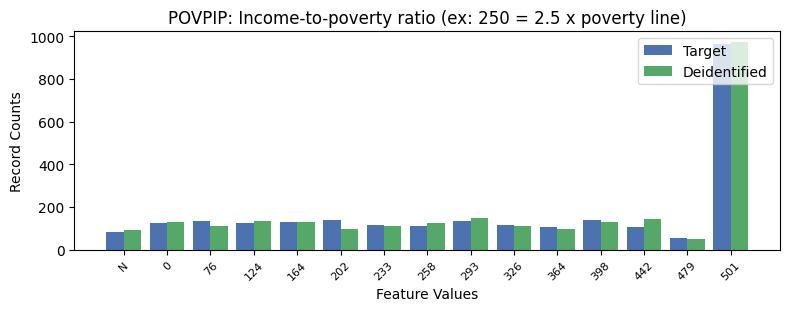 POVPIP: Income-to-poverty ratio (ex: 250 = 2.5 x poverty line)
Target
Deidentified
Record Counts
1000
800
600
400
200
0
N 0 76 124 164 202 233 258 293 326 364 398 442 479 501
Feature Values